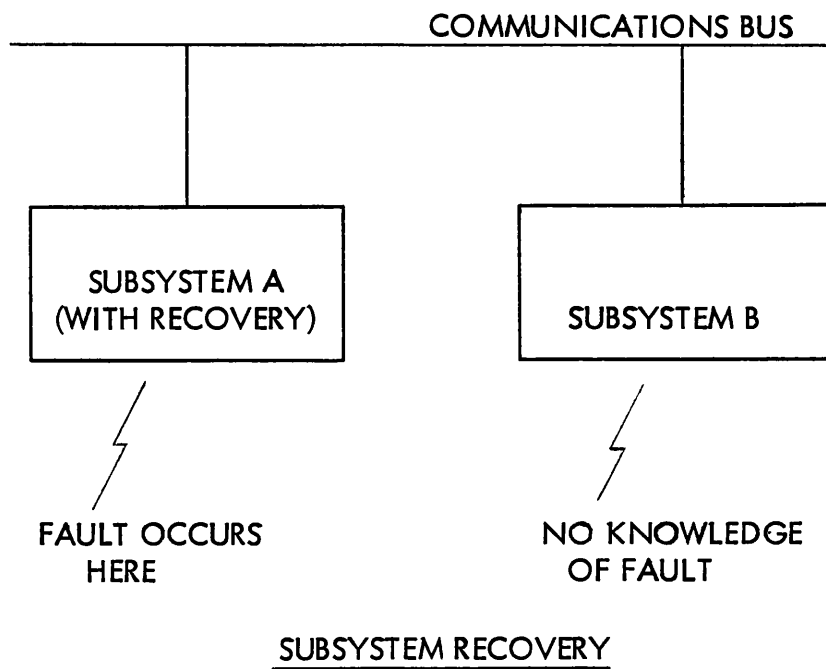 COMMUNICATIONS BUS
SUBSYSTEM A
(WITH RECOVERY)
SUBSYSTEM B
FAULT OCCURS
HERE
NO KNOWLEDGE
OF FAULT
SUBSYSTEM RECOVERY